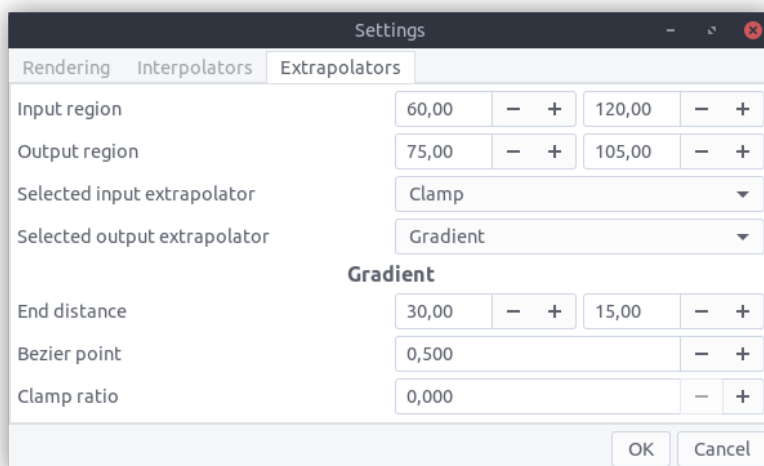 Settings
Rendering Interpolators Extrapolators
Input region 60,00 − + 120,00 − +
Output region 75,00 − + 105,00 − +
Selected input extrapolator Clamp
Selected output extrapolator Gradient
Gradient
End distance 30,00 − + 15,00 − +
Bezier point 0,500 − +
Clamp ratio 0,000 − +
OK Cancel